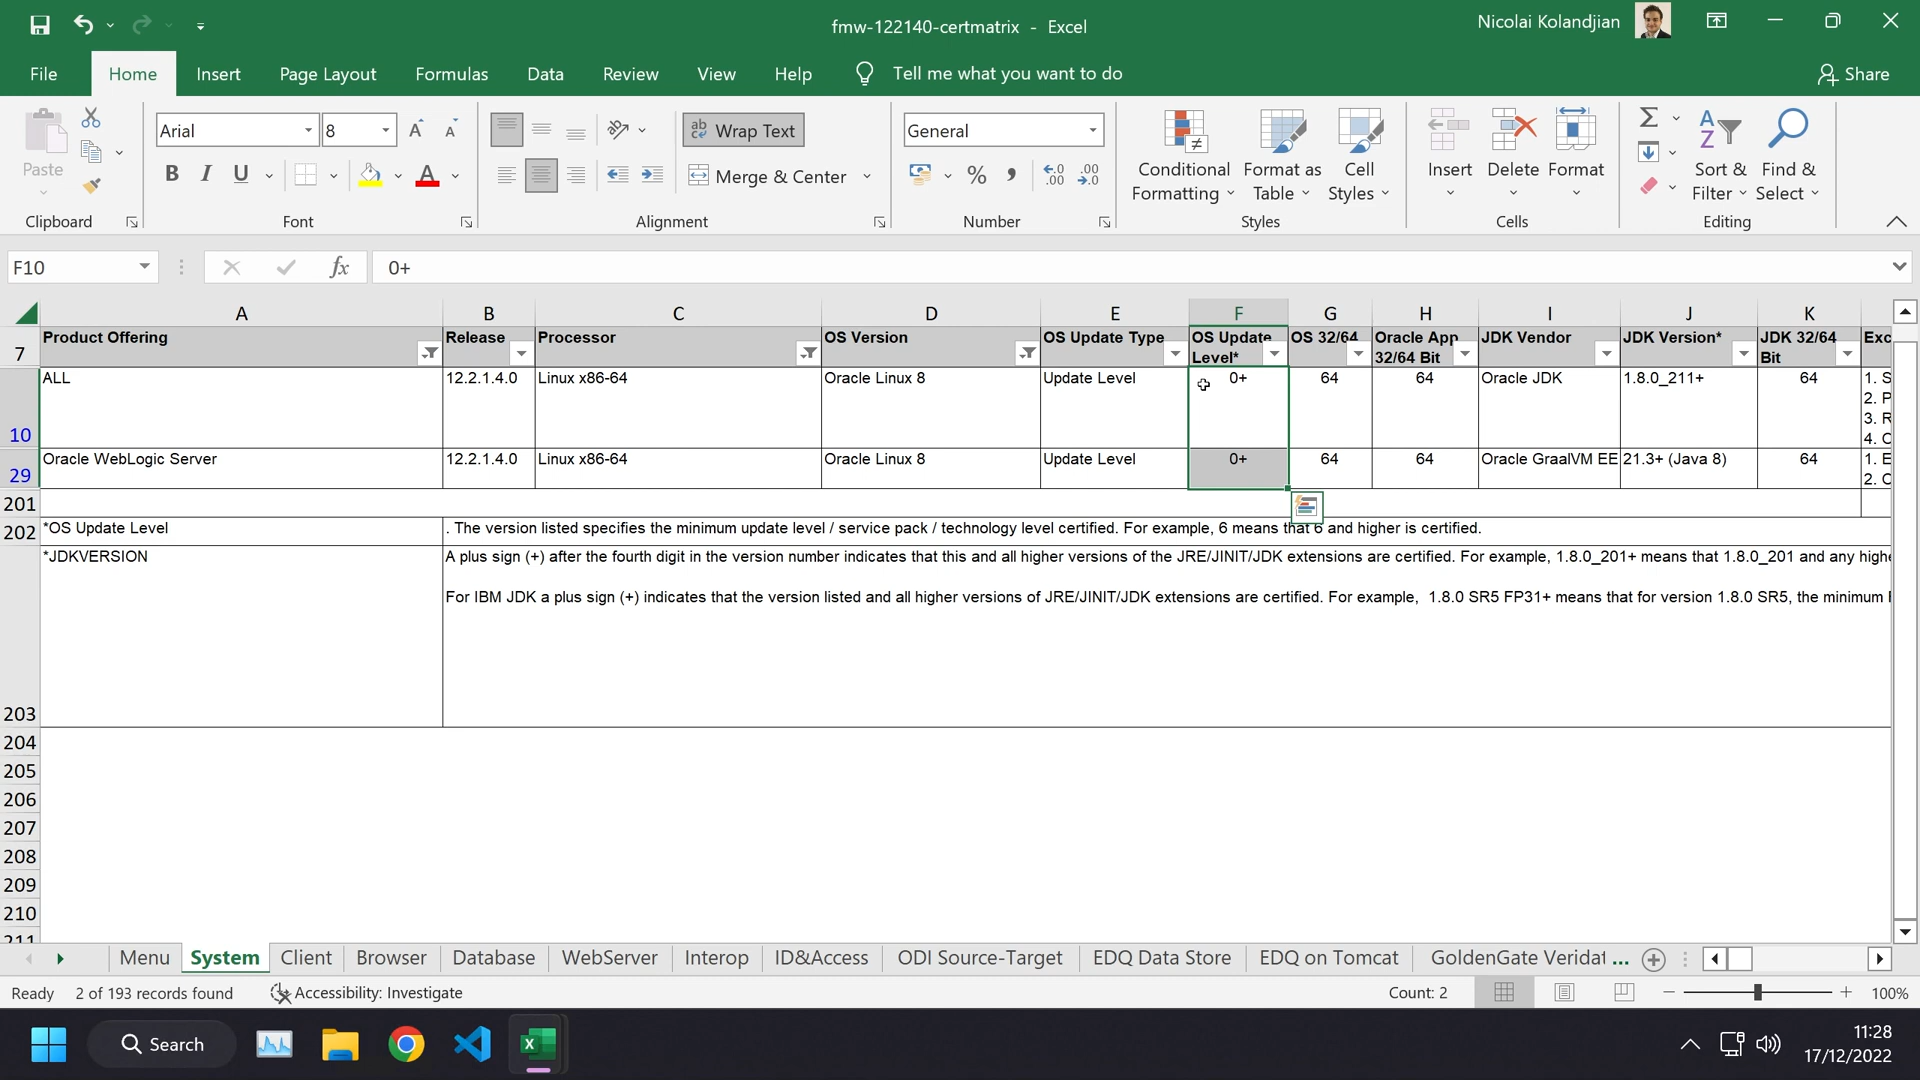 fmw-122140-certmatrix - Excel
Nicolai Kolandjian
File Home Insert Page Layout Formulas Data Review View Help Tell me what you want to do Share
Paste
Clipboard
Arial 8
B I U A
Font
Wrap Text
Merge & Center
Alignment
General
% , .00
Number
Conditional Formatting
Format as Table
Cell Styles
Styles
Insert Delete Format
Cells
Sort & Filter
Find & Select
Editing
F10 fx 0+
A B C D E F G H I J K
7 Product Offering Release Processor OS Version OS Update Type OS Update Level* OS 32/64 Oracle App 32/64 Bit JDK Vendor JDK Version* JDK 32/64 Bit Exc
10 ALL 12.2.1.4.0 Linux x86-64 Oracle Linux 8 Update Level 0+ 64 64 Oracle JDK 1.8.0_211+ 64 1. S
2. P
3. R
4. C
29 Oracle WebLogic Server 12.2.1.4.0 Linux x86-64 Oracle Linux 8 Update Level 0+ 64 64 Oracle GraalVM EE 21.3+ (Java 8) 64 1. E
2. C
201
202 *OS Update Level . The version listed specifies the minimum update level / service pack / technology level certified. For example, 6 means that 6 and higher is certified.
203 *JDKVERSION A plus sign (+) after the fourth digit in the version number indicates that this and all higher versions of the JRE/JINIT/JDK extensions are certified. For example, 1.8.0_201+ means that 1.8.0_201 and any highe
For IBM JDK a plus sign (+) indicates that the version listed and all higher versions of JRE/JINIT/JDK extensions are certified. For example, 1.8.0 SR5 FP31+ means that for version 1.8.0 SR5, the minimum
204
205
206
207
208
209
210
211
Menu System Client Browser Database WebServer Interop ID&Access ODI Source-Target EDQ Data Store EDQ on Tomcat GoldenGate Veridat ...
Ready 2 of 193 records found Accessibility: Investigate Count: 2 100%
Search
11:28
17/12/2022